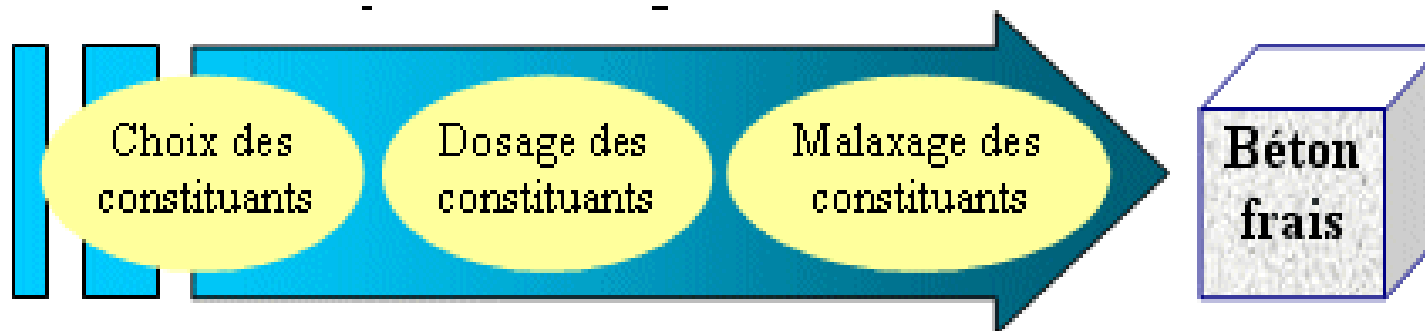 Choix des
constituants
Dosage des
constituants
Malaxage des
constituants
Béton
frais